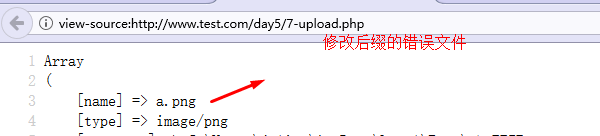 view-source:http://www.test.com/day5/7-upload.php
修改后缀的错误文件
1 Array
2 (
3 [name] => a.png
4 [type] => image/png